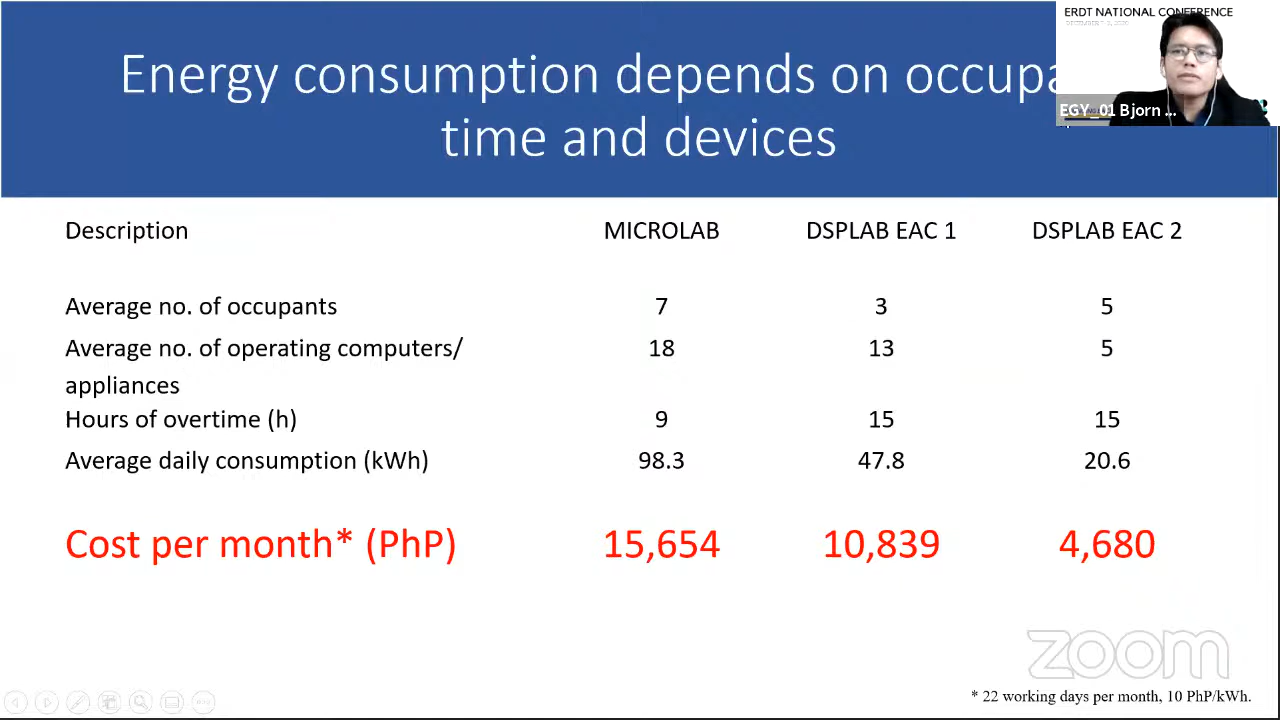 ERDT NATIONAL CONFERENCE
Energy consumption depends on occupa
time and devices
EGY_01 Bjorn ...
Description MICROLAB DSPLAB EAC 1 DSPLAB EAC 2
Average no. of occupants 7 3 5
Average no. of operating computers/ 18 13 5
appliances
Hours of overtime (h) 9 15 15
Average daily consumption (kWh) 98.3 47.8 20.6
Cost per month* (PhP) 15,654 10,839 4,680
zoom
* 22 working days per month, 10 PhP/kWh.